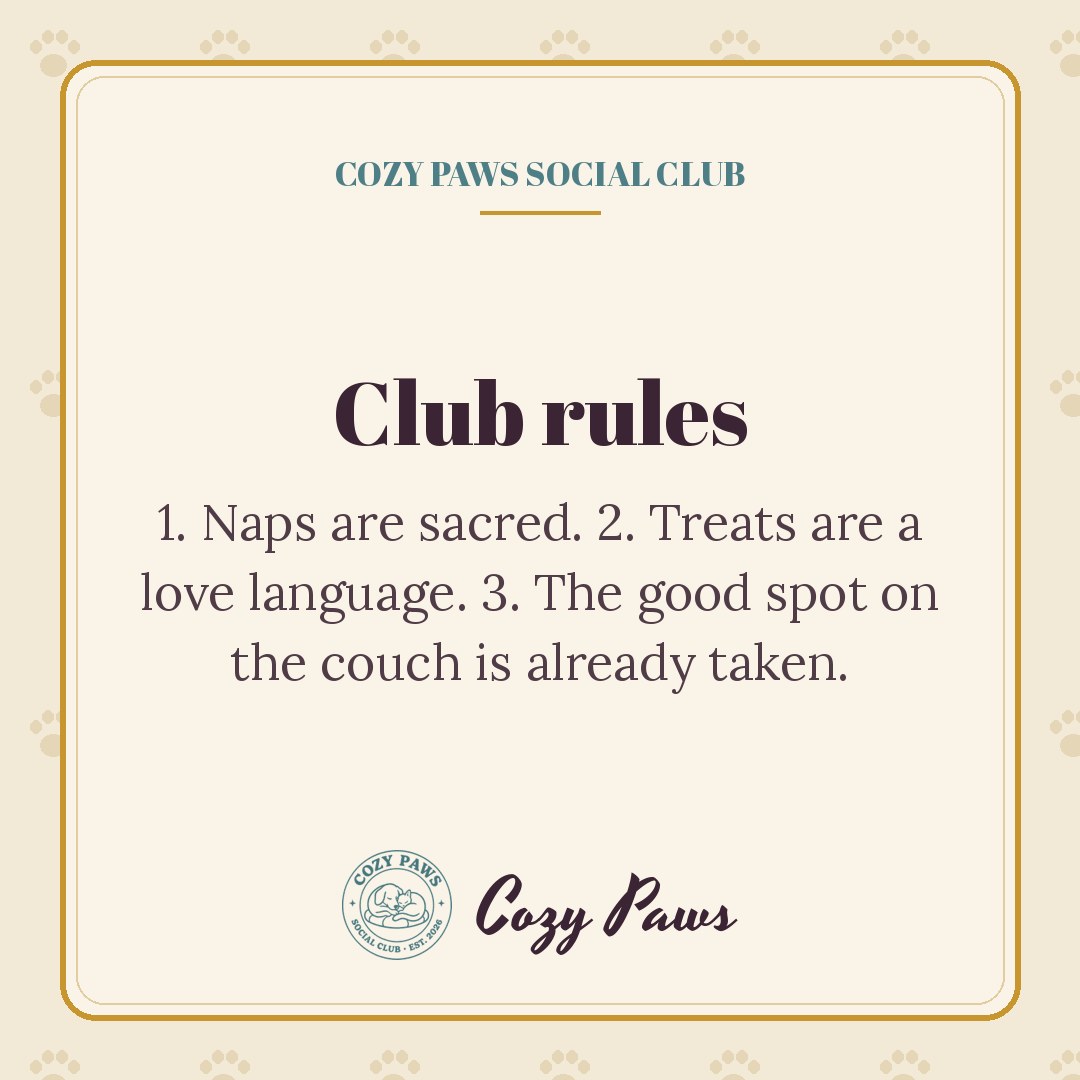 COZY PAWS SOCIAL CLUB
Club rules
1. Naps are sacred. 2. Treats are a
love language. 3. The good spot on
the couch is already taken.
COZY PAWS
SOCIAL CLUB · EST. 2026
Cozy Paws